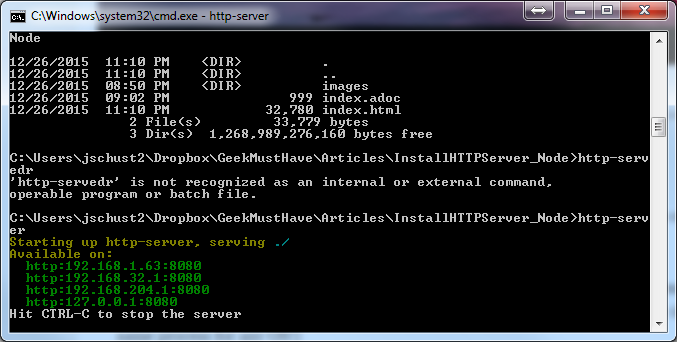 C:\Windows\system32\cmd.exe - http-server
Node
12/26/2015  11:10 PM    <DIR>          .
12/26/2015  11:10 PM    <DIR>          ..
12/26/2015  08:50 PM    <DIR>          images
12/26/2015  09:02 PM               999 index.adoc
12/26/2015  11:10 PM            32,780 index.html
               2 File(s)         33,779 bytes
               3 Dir(s)  1,268,989,276,160 bytes free
C:\Users\jschust2\Dropbox\GeekMustHave\Articles\InstallHTTPServer_Node>http-serv
edr
'http-servedr' is not recognized as an internal or external command,
operable program or batch file.
C:\Users\jschust2\Dropbox\GeekMustHave\Articles\InstallHTTPServer_Node>http-serv
er
Starting up http-server, serving ./
Available on:
  http:192.168.1.63:8080
  http:192.168.32.1:8080
  http:192.168.204.1:8080
  http:127.0.0.1:8080
Hit CTRL-C to stop the server